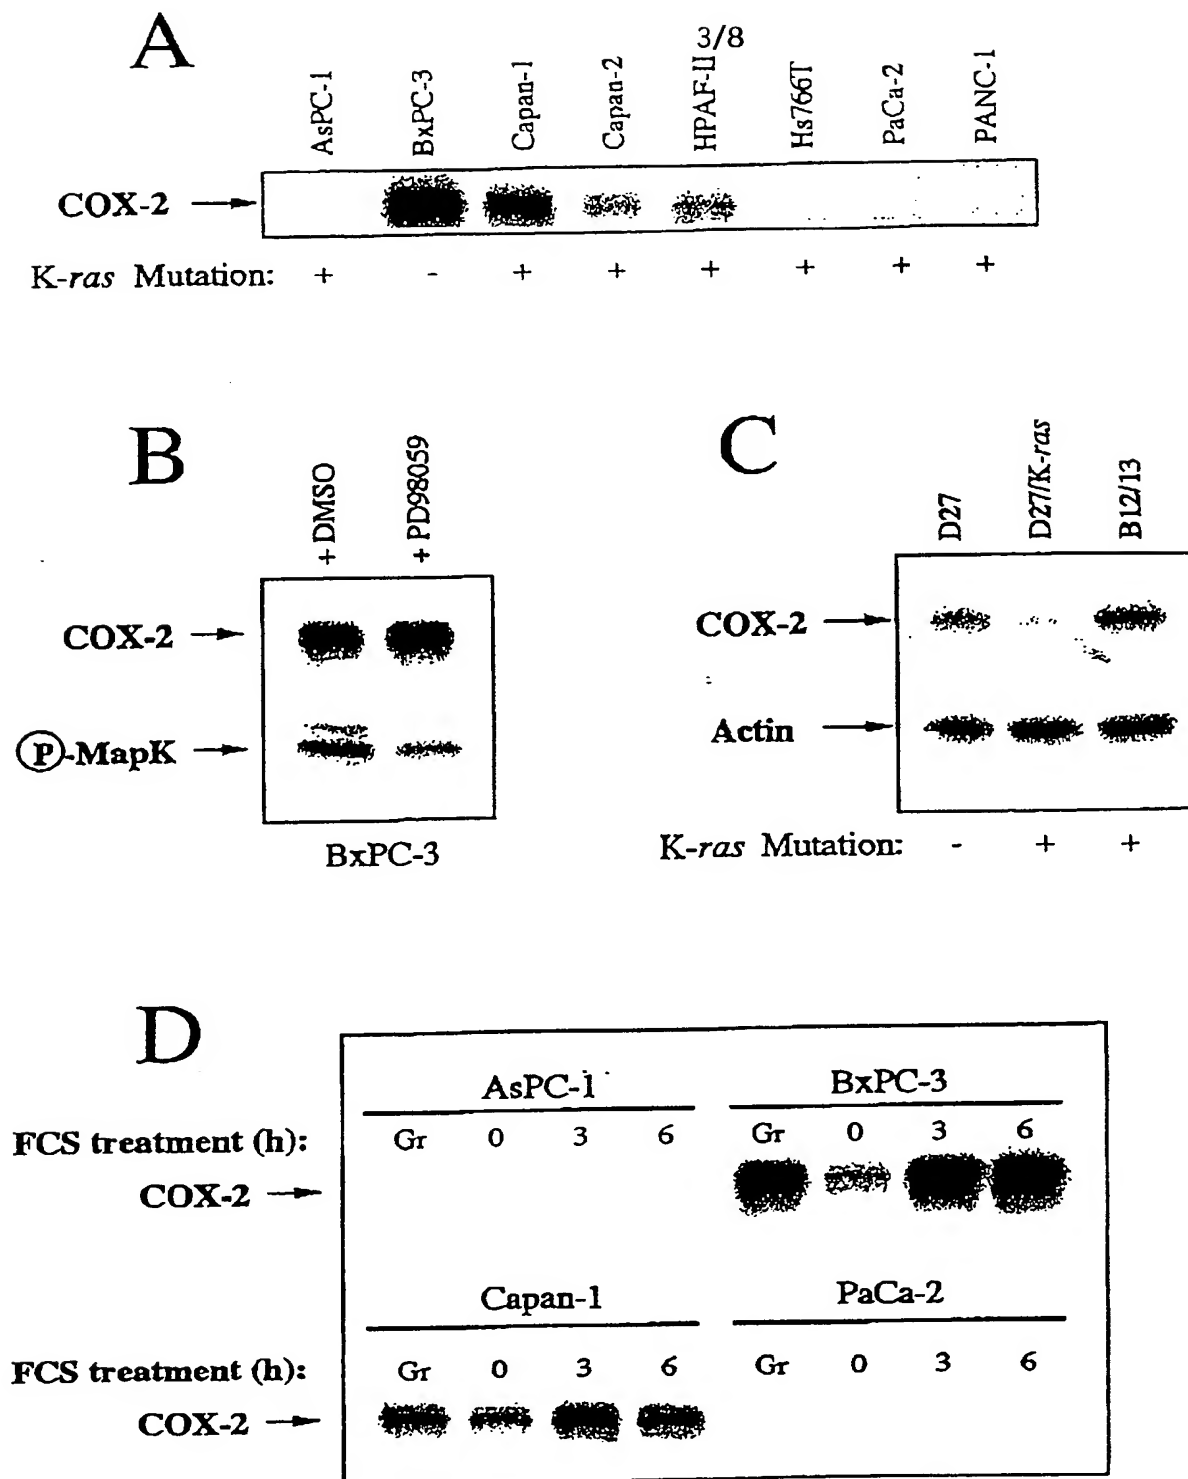 3/8
A
AsPC-1
BxPC-3
Capan-1
Capan-2
HPAF-II
Hs766T
PaCa-2
PANC-1
COX-2
K-ras Mutation: + - + + + + + +
B
+DMSO
+PD98059
COX-2
P-MapK
BxPC-3
C
D27
D27/K-ras
B12/13
COX-2
Actin
K-ras Mutation: - + +
D
AsPC-1 BxPC-3
FCS treatment (h): Gr 0 3 6 Gr 0 3 6
COX-2
Capan-1 PaCa-2
FCS treatment (h): Gr 0 3 6 Gr 0 3 6
COX-2